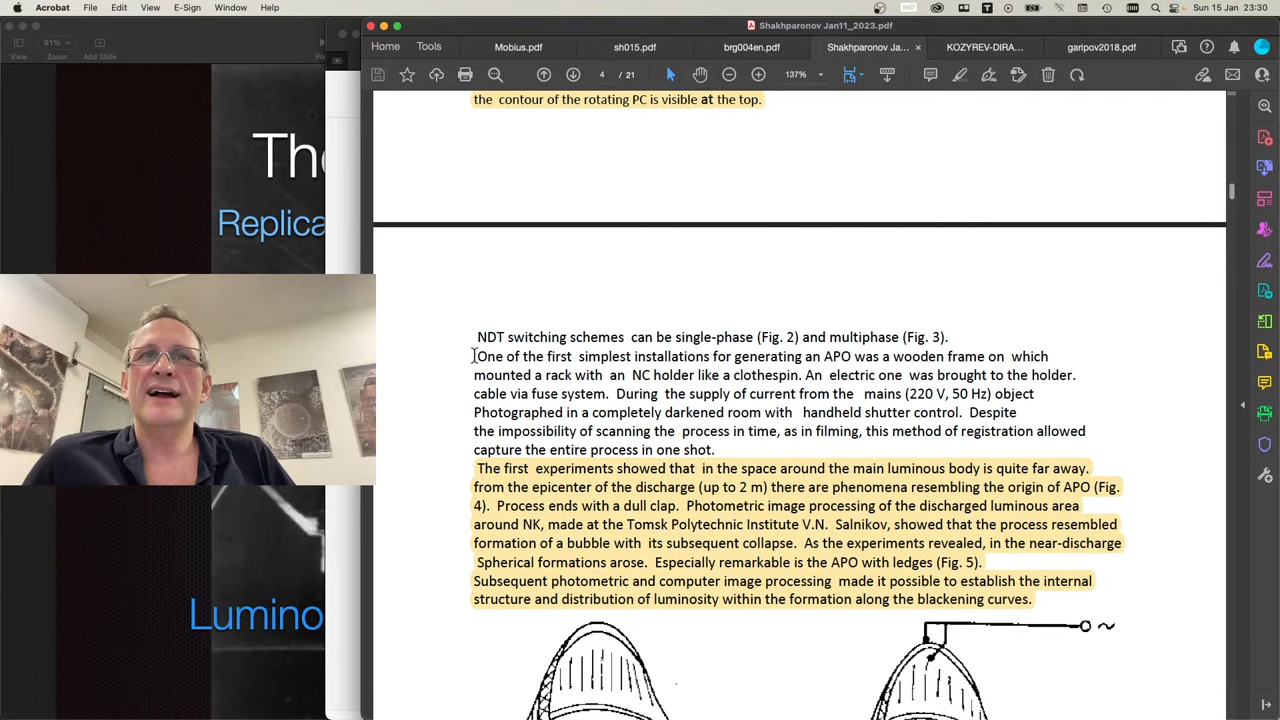 Acrobat File Edit View Sign Window Help
Sun 15 Jan 23:30
Shakhparonov Jan11_2023.pdf
91%
View Zoom Add Slide
Home Tools Mobius.pdf sh015.pdf brg004en.pdf Shakhparonov Ja... × KOZYREV-DIRA... garipov2018.pdf
4 / 21 137%
the contour of the rotating PC is visible at the top.
The
Replica
Lumino
NDT switching schemes can be single-phase (Fig. 2) and multiphase (Fig. 3).
One of the first simplest installations for generating an APO was a wooden frame on which
mounted a rack with an NC holder like a clothespin. An electric one was brought to the holder.
cable via fuse system. During the supply of current from the mains (220 V, 50 Hz) object
Photographed in a completely darkened room with handheld shutter control. Despite
the impossibility of scanning the process in time, as in filming, this method of registration allowed
capture the entire process in one shot.
The first experiments showed that in the space around the main luminous body is quite far away.
from the epicenter of the discharge (up to 2 m) there are phenomena resembling the origin of APO (Fig.
4). Process ends with a dull clap. Photometric image processing of the discharged luminous area
around NK, made at the Tomsk Polytechnic Institute V.N. Salnikov, showed that the process resembled
formation of a bubble with its subsequent collapse. As the experiments revealed, in the near-discharge
Spherical formations arose. Especially remarkable is the APO with ledges (Fig. 5).
Subsequent photometric and computer image processing made it possible to establish the internal
structure and distribution of luminosity within the formation along the blackening curves.
~